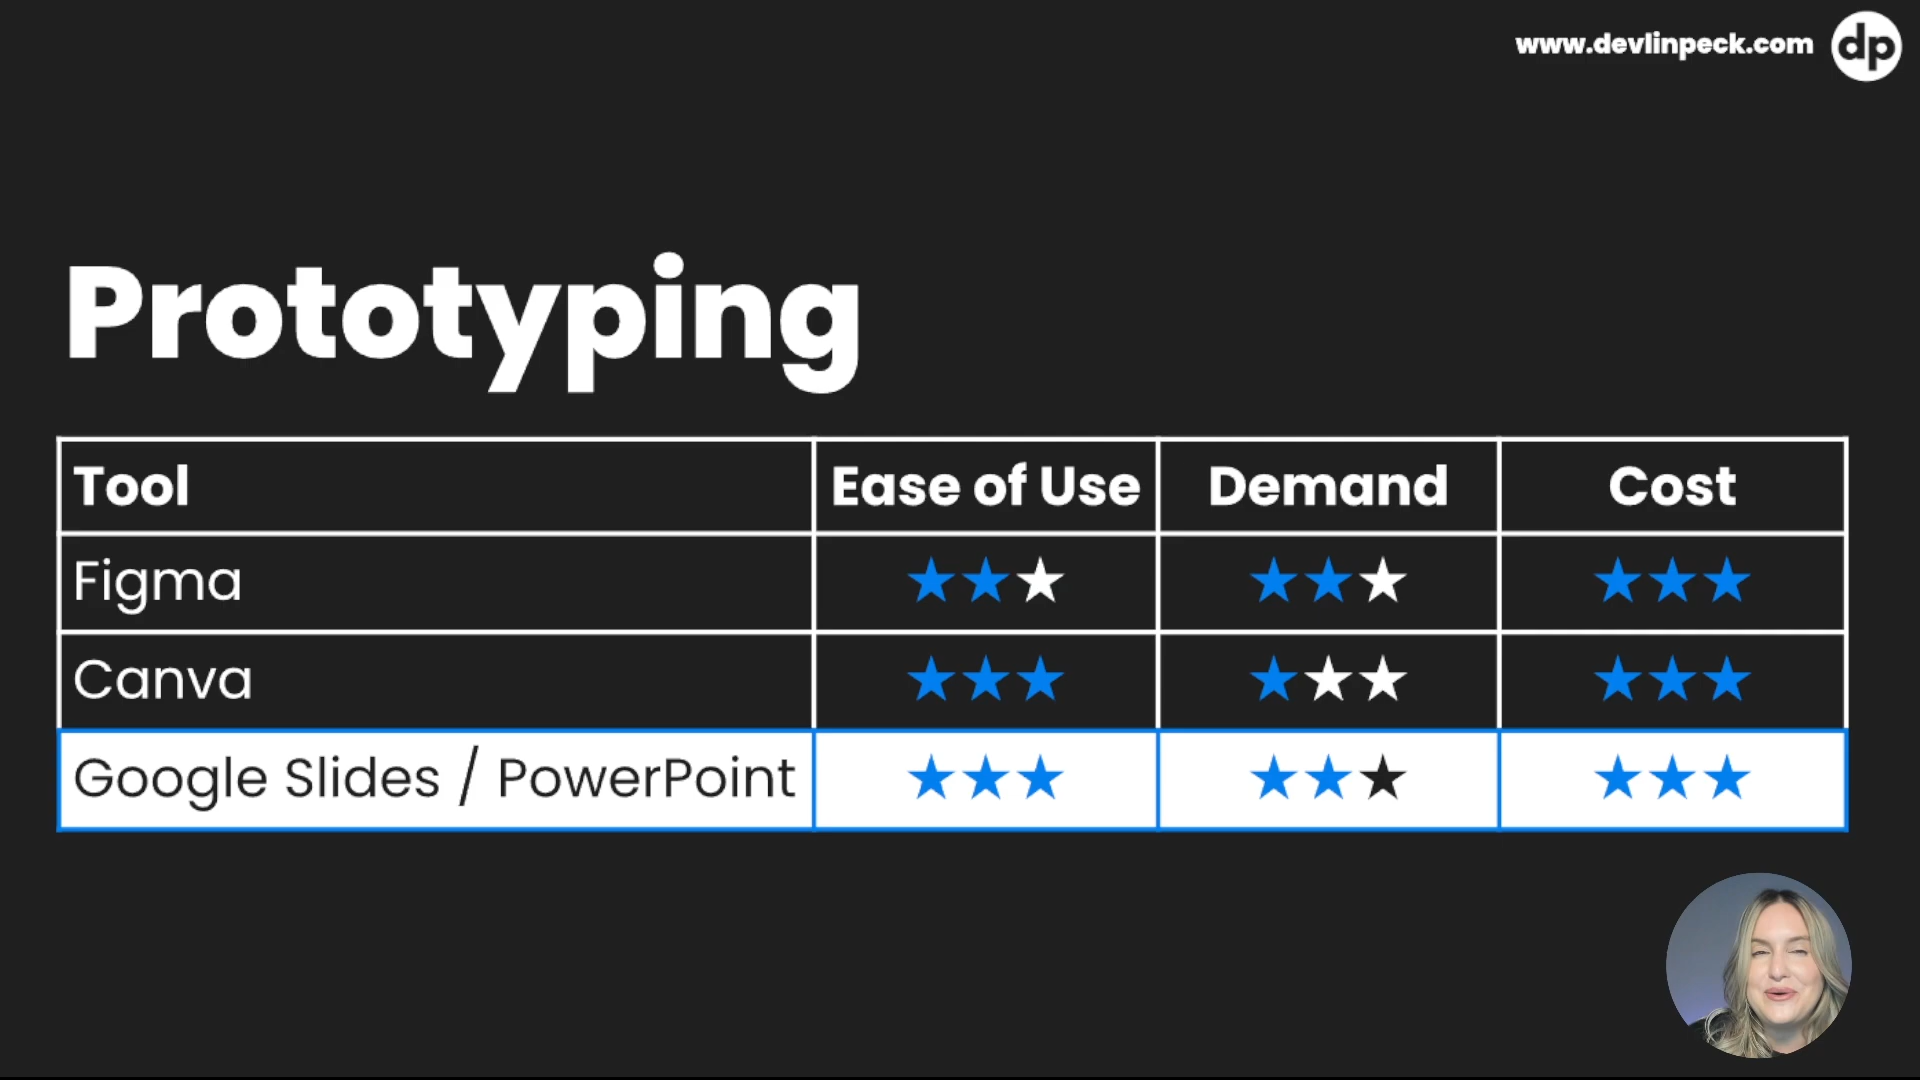 www.devlinpeck.com dp
Prototyping
Tool Ease of Use Demand Cost
Figma ★★★ ★★★ ★★★
Canva ★★★ ★★★ ★★★
Google Slides / PowerPoint ★★★ ★★★ ★★★